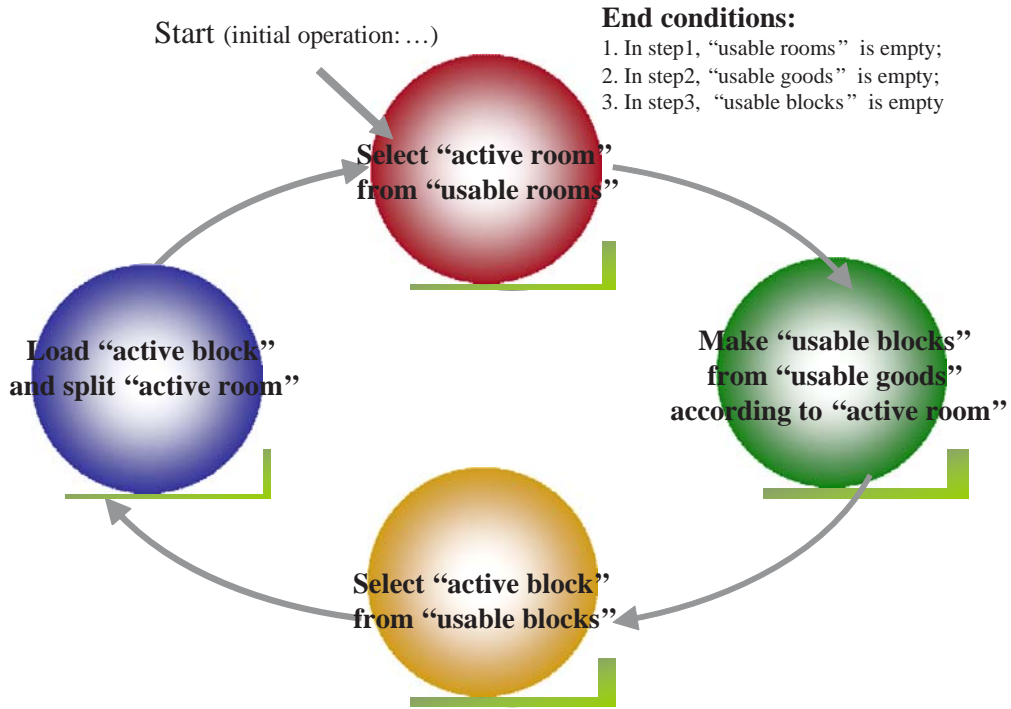 Start (initial operation: …)
End conditions:
1. In step1, “usable rooms” is empty;
2. In step2, “usable goods” is empty;
3. In step3, “usable blocks” is empty
Select “active room”
from “usable rooms”
Make “usable blocks”
from “usable goods”
according to “active room”
Select “active block”
from “usable blocks”
Load “active block”
and split “active room”